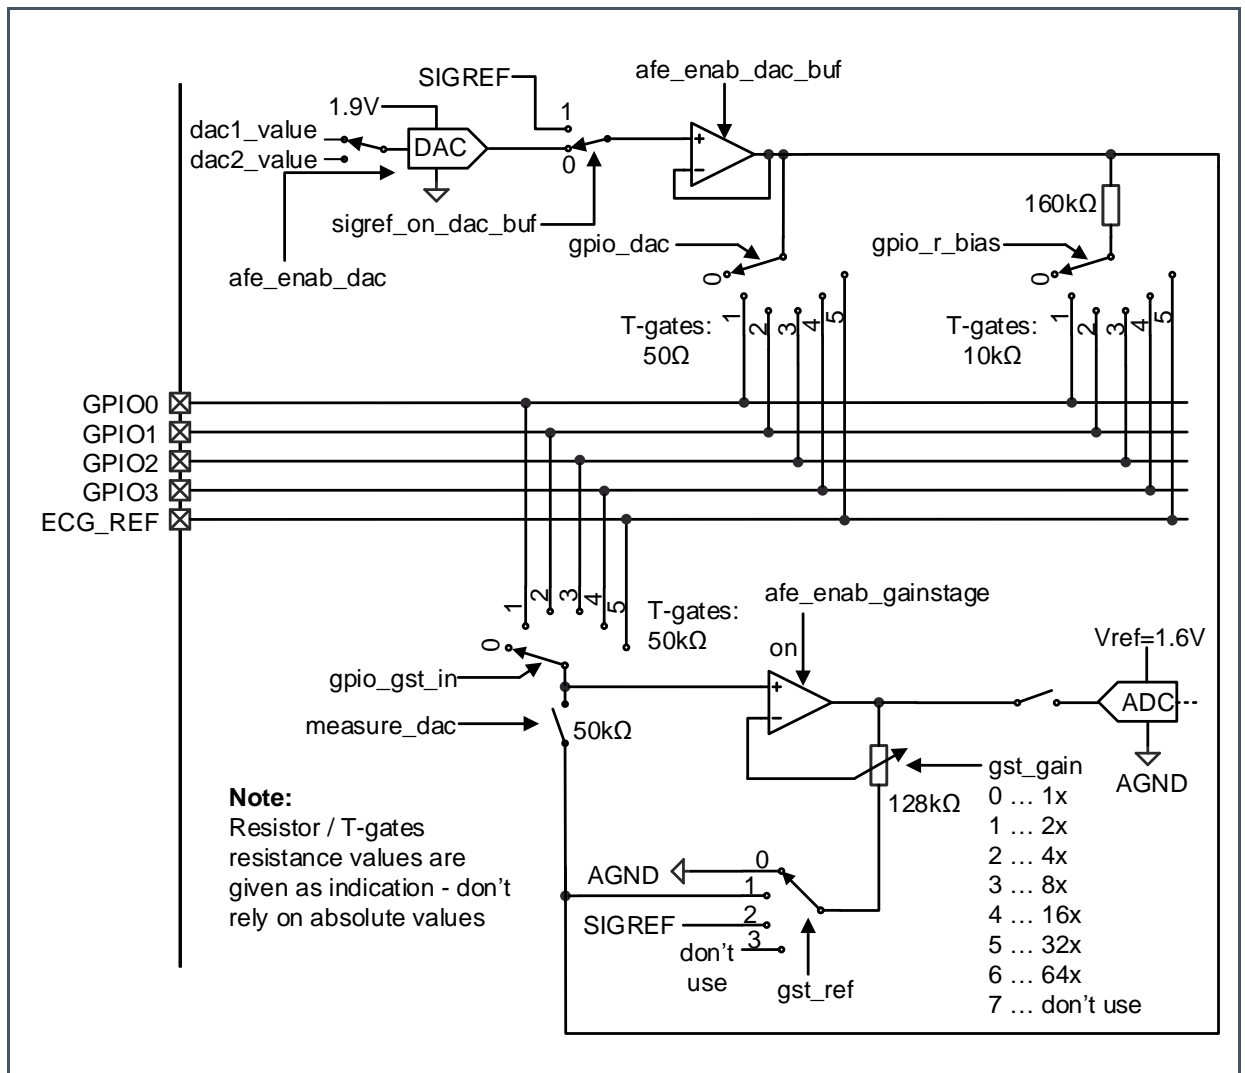 afe_enab_dac_buf
SIGREF
1.9V
1
dac1_value
dac2_value
DAC
0
+
−
160kΩ
sigref_on_dac_buf
gpio_dac
gpio_r_bias
afe_enab_dac
0
0
T-gates:
50Ω
1
2
3
4
5
T-gates:
10kΩ
1
2
3
4
5
GPIO0
GPIO1
GPIO2
GPIO3
ECG_REF
1
2
3
4
5
T-gates:
50kΩ
0
afe_enab_gainstage
on
Vref=1.6V
gpio_gst_in
+
−
ADC
measure_dac
50kΩ
AGND
gst_gain
128kΩ
0 … 1x
1 … 2x
2 … 4x
3 … 8x
4 … 16x
5 … 32x
6 … 64x
7 … don't use
Note:
Resistor / T-gates
resistance values are
given as indication - don't
rely on absolute values
AGND
0
1
SIGREF
2
don't
use
3
gst_ref